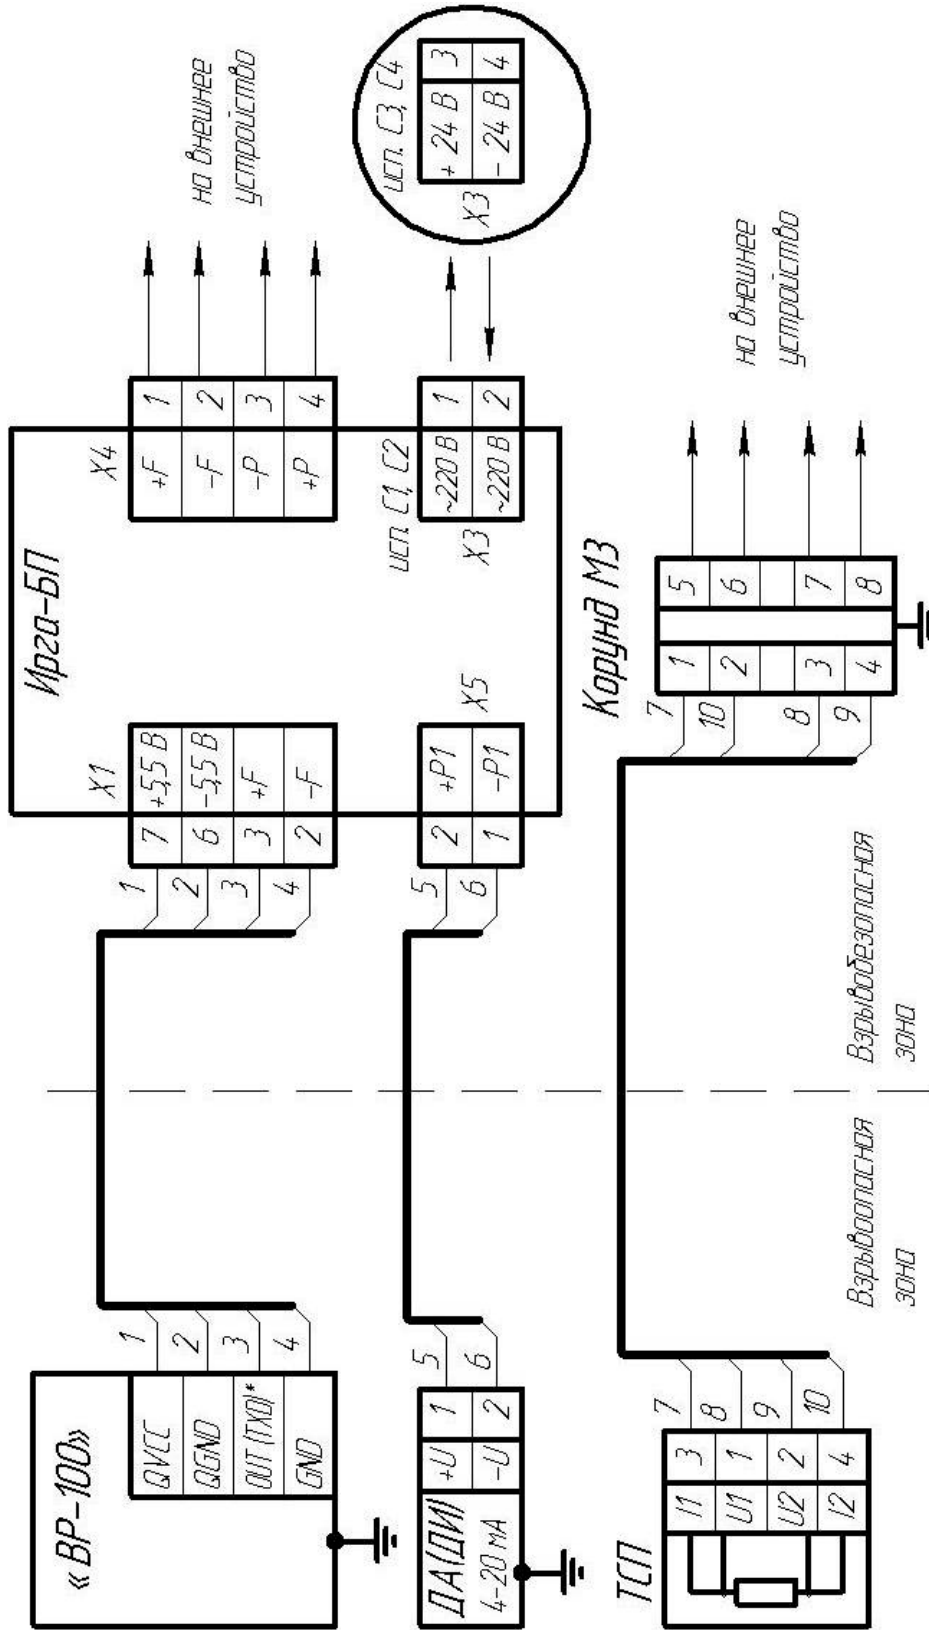 «ВР-100»
QVCC
QGND
OUT (TXD)*
GND
1
2
3
4
1
2
3
4
Ирга-БП
X1
7 +5,5 В
6 -5,5 В
3 +F
2 -F
X4
+F 1
-F 2
-P 3
+P 4
на внешнее
устройство
ДА(ДИ)
4-20 мА
+U 1
-U 2
5
6
5
6
2 +P1
1 -P1
X5
исп. С1, С2
~220 В 1
~220 В 2
X3
исп. С3, С4
+ 24 В 3
- 24 В 4
X3
ТСП
I1 3
U1 1
U2 2
I2 4
7
8
9
10
Корунд М3
7
10
8
9
1 5
2 6
3 7
4 8
на внешнее
устройство
Взрывоопасная
зона
Взрывобезопасная
зона